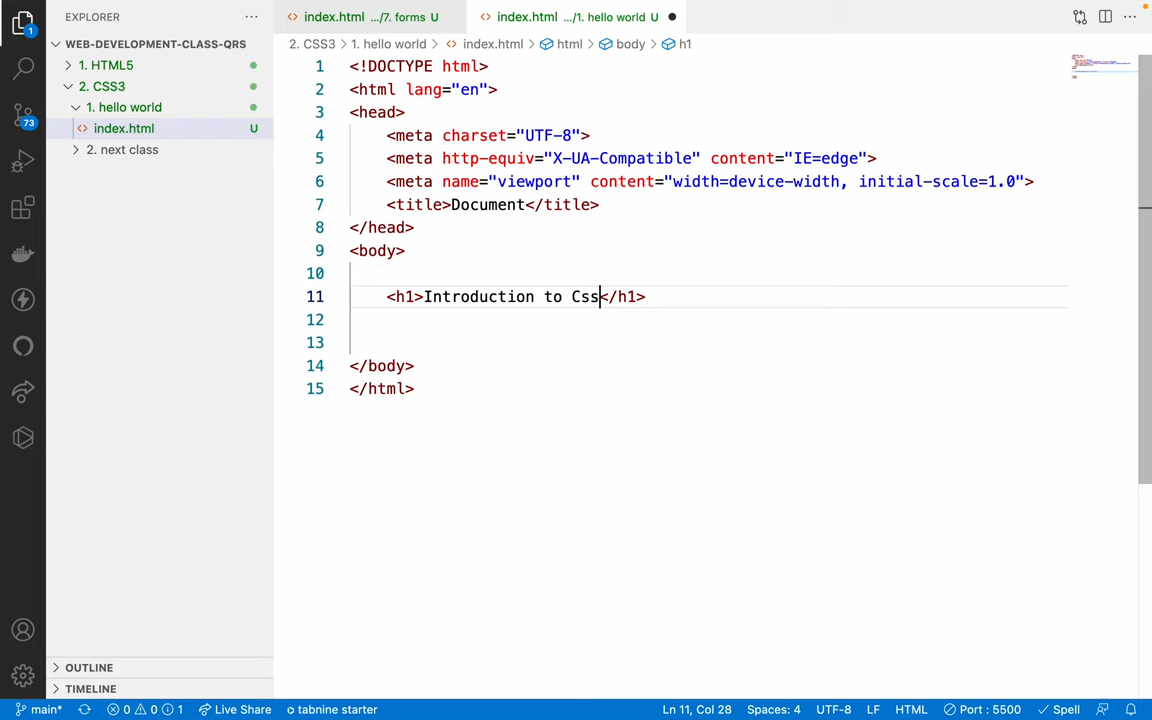 EXPLORER
index.html .../7. forms U
index.html .../1. hello world U
WEB-DEVELOPMENT-CLASS-QRS
2. CSS3 > 1. hello world > index.html > html > body > h1
1. HTML5
2. CSS3
1. hello world
index.html U
2. next class
1 <!DOCTYPE html>
2 <html lang="en">
3 <head>
4 <meta charset="UTF-8">
5 <meta http-equiv="X-UA-Compatible" content="IE=edge">
6 <meta name="viewport" content="width=device-width, initial-scale=1.0">
7 <title>Document</title>
8 </head>
9 <body>
10
11 <h1>Introduction to Css</h1>
12
13
14 </body>
15 </html>
1
73
OUTLINE
TIMELINE
main* 0 0 1 Live Share tabnine starter Ln 11, Col 28 Spaces: 4 UTF-8 LF HTML Port : 5500 Spell